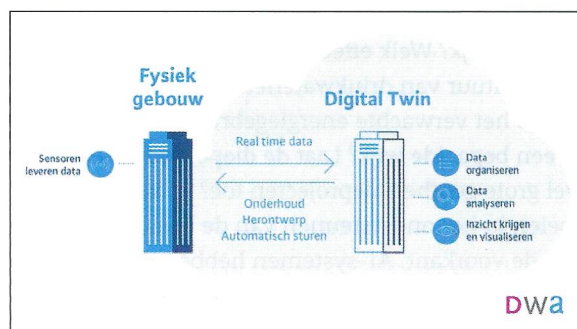 Fysiek
gebouw
Digital Twin
Sensoren
leveren data
Real time data
Onderhoud
Herontwerp
Automatisch sturen
Data
organiseren
Data
analyseren
Inzicht krijgen
en visualiseren
DWa